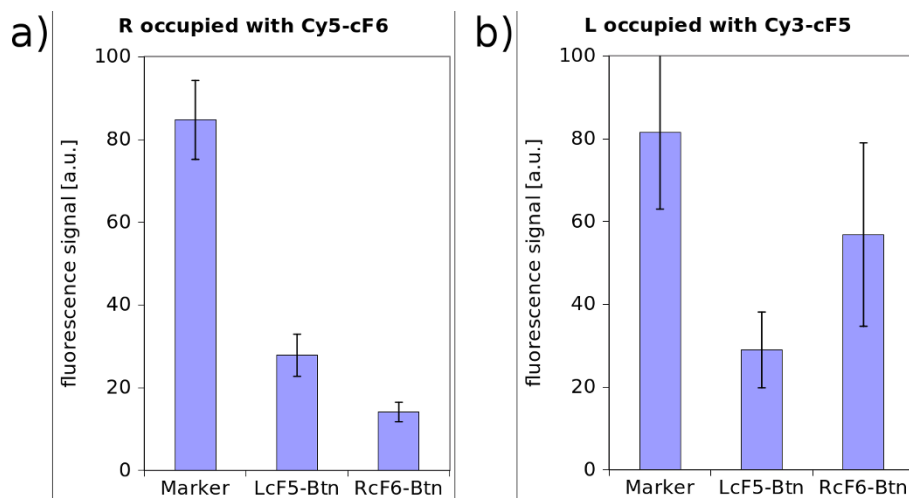 a)
R occupied with Cy5-cF6
fluorescence signal [a.u.]
100
80
60
40
20
0
Marker LcF5-Btn RcF6-Btn
b)
L occupied with Cy3-cF5
fluorescence signal [a.u.]
100
80
60
40
20
0
Marker LcF5-Btn RcF6-Btn